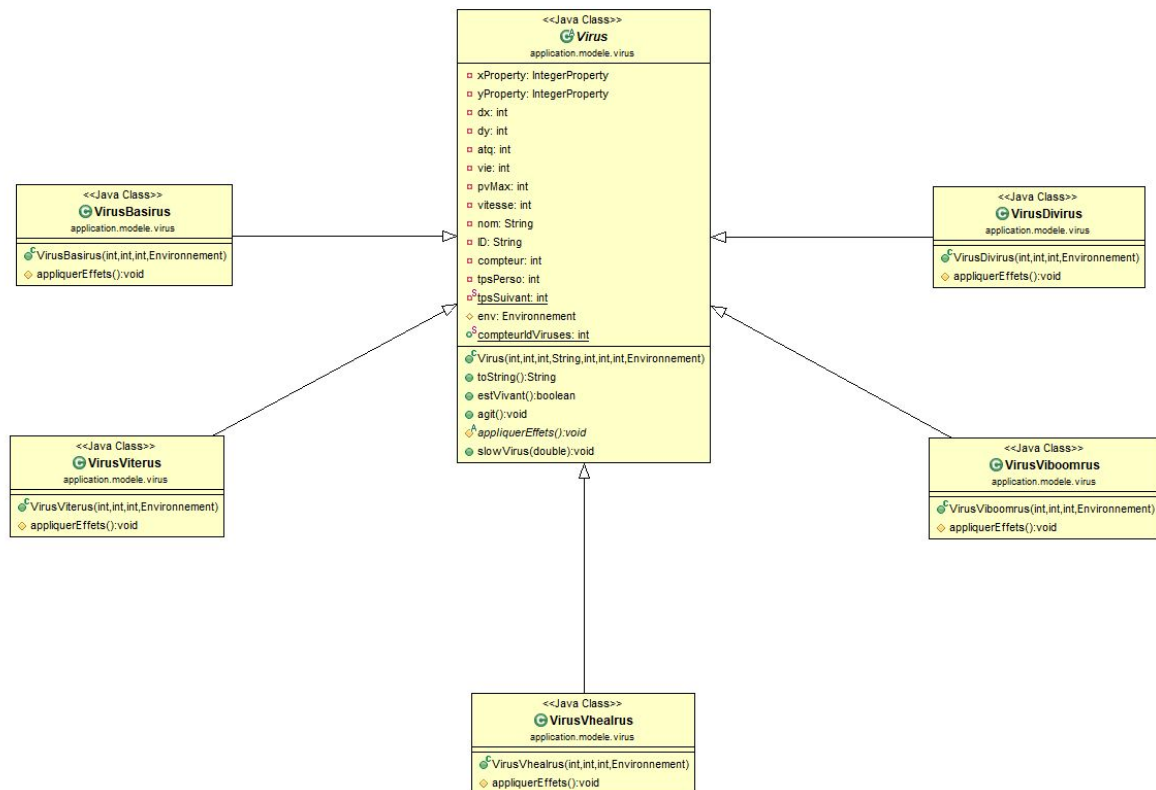 <<Java Class>>
Virus
application.modele.virus
xProperty: IntegerProperty
yProperty: IntegerProperty
dx: int
dy: int
atq: int
vie: int
pvMax: int
vitesse: int
nom: String
ID: String
compteur: int
tpsPerso: int
tpsSuivant: int
env: Environnement
compteurIdViruses: int
Virus(int,int,int,String,int,int,int,Environnement)
toString():String
estVivant():boolean
agit():void
appliquerEffets():void
slowVirus(double):void
<<Java Class>>
VirusBasirus
application.modele.virus
VirusBasirus(int,int,int,Environnement)
appliquerEffets():void
<<Java Class>>
VirusDivirus
application.modele.virus
VirusDivirus(int,int,int,Environnement)
appliquerEffets():void
<<Java Class>>
VirusViterus
application.modele.virus
VirusViterus(int,int,int,Environnement)
appliquerEffets():void
<<Java Class>>
VirusViboomrus
application.modele.virus
VirusViboomrus(int,int,int,Environnement)
appliquerEffets():void
<<Java Class>>
VirusVhealrus
application.modele.virus
VirusVhealrus(int,int,int,Environnement)
appliquerEffets():void